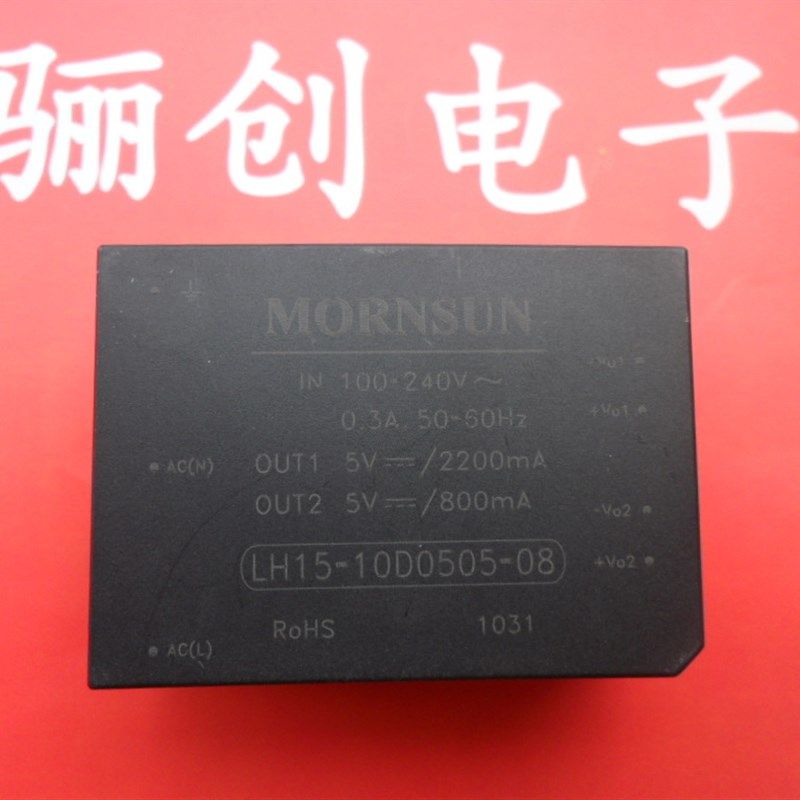 骊创电子
MORNSUN
IN 100-240V～
0.3A. 50-60Hz
OUT1 5V⎓/2200mA
OUT2 5V⎓/800mA
LH15-10D0505-08
RoHS 1031
AC(N)
AC(L)
+Vo1
-Vo2
+Vo2